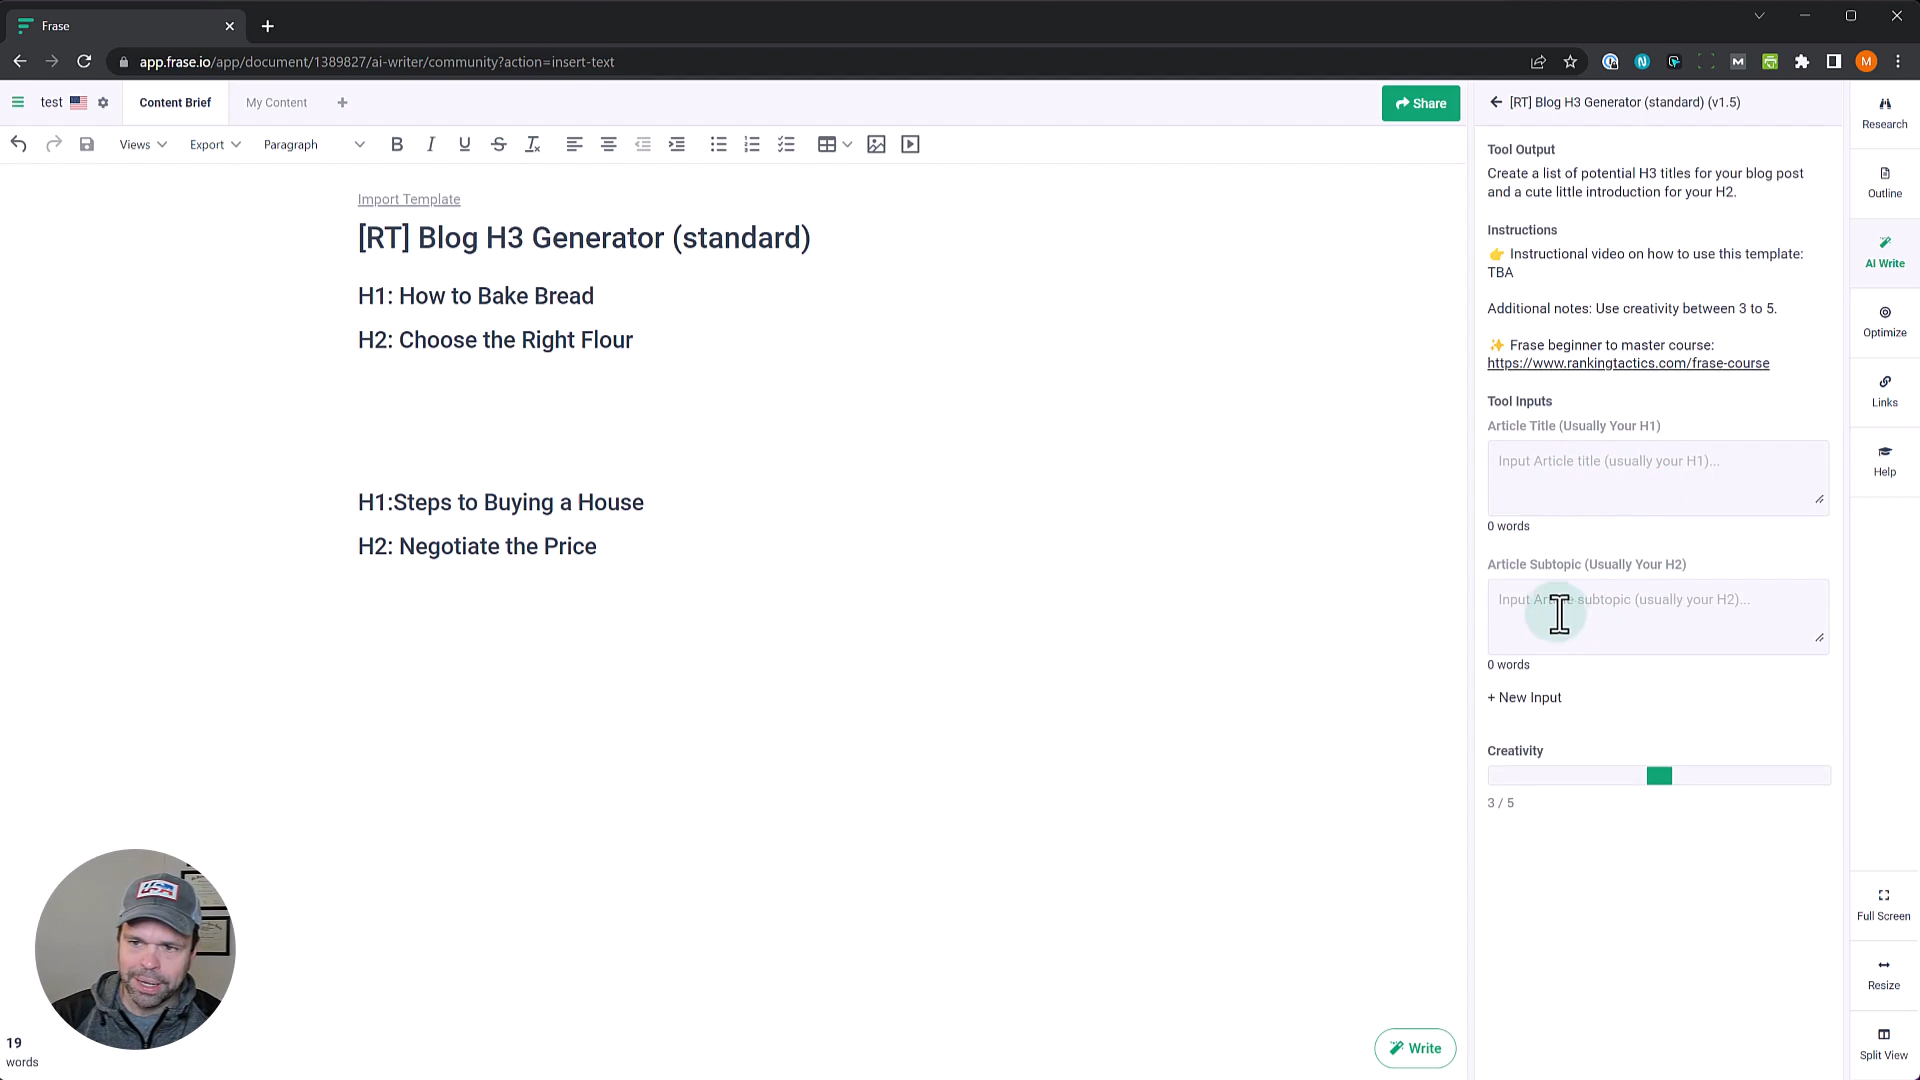 Frase
app.frase.io/app/document/1389827/ai-writer/community?action=insert-text
M
M
test
Content Brief
My Content
Share
Views
Export
Paragraph
Import Template
[RT] Blog H3 Generator (standard)
H1: How to Bake Bread
H2: Choose the Right Flour
H1:Steps to Buying a House
H2: Negotiate the Price
19
words
Write
[RT] Blog H3 Generator (standard) (v1.5)
Tool Output
Create a list of potential H3 titles for your blog post
and a cute little introduction for your H2.
Instructions
👉 Instructional video on how to use this template:
TBA
Additional notes: Use creativity between 3 to 5.
✨ Frase beginner to master course:
https://www.rankingtactics.com/frase-course
Tool Inputs
Article Title (Usually Your H1)
Input Article title (usually your H1)...
0 words
Article Subtopic (Usually Your H2)
Input Article subtopic (usually your H2)...
0 words
+ New Input
Creativity
3 / 5
Research
Outline
AI Write
Optimize
Links
Help
Full Screen
Resize
Split View